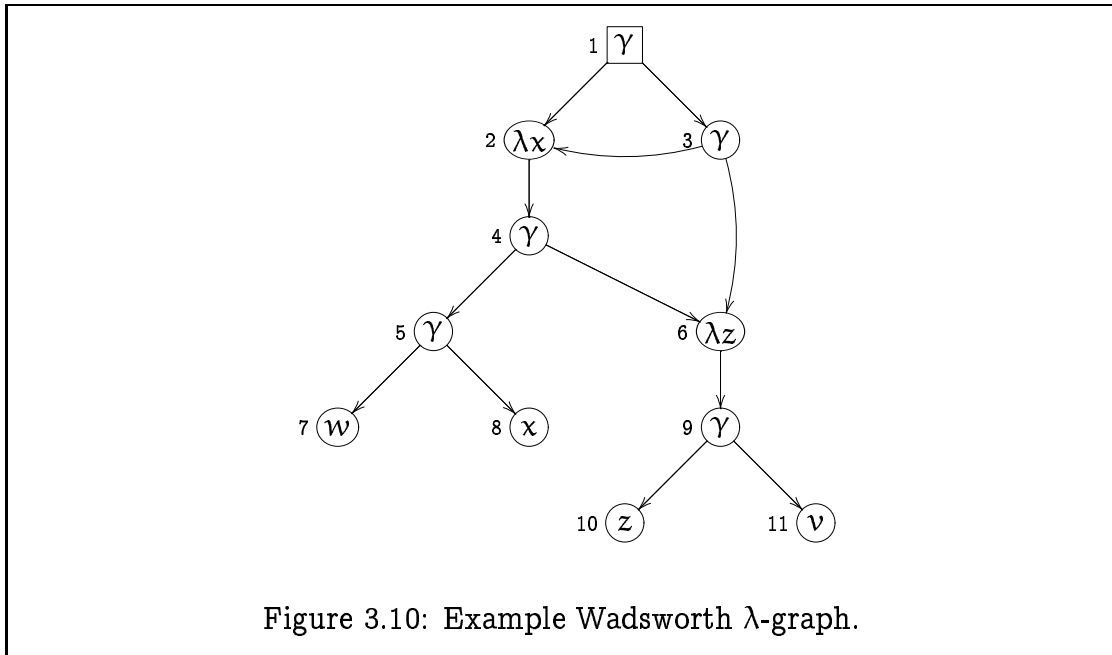 1 γ
2 λx 3 γ
4 γ
5 γ 6 λz
7 w 8 x 9 γ
10 z 11 v
Figure 3.10: Example Wadsworth λ-graph.